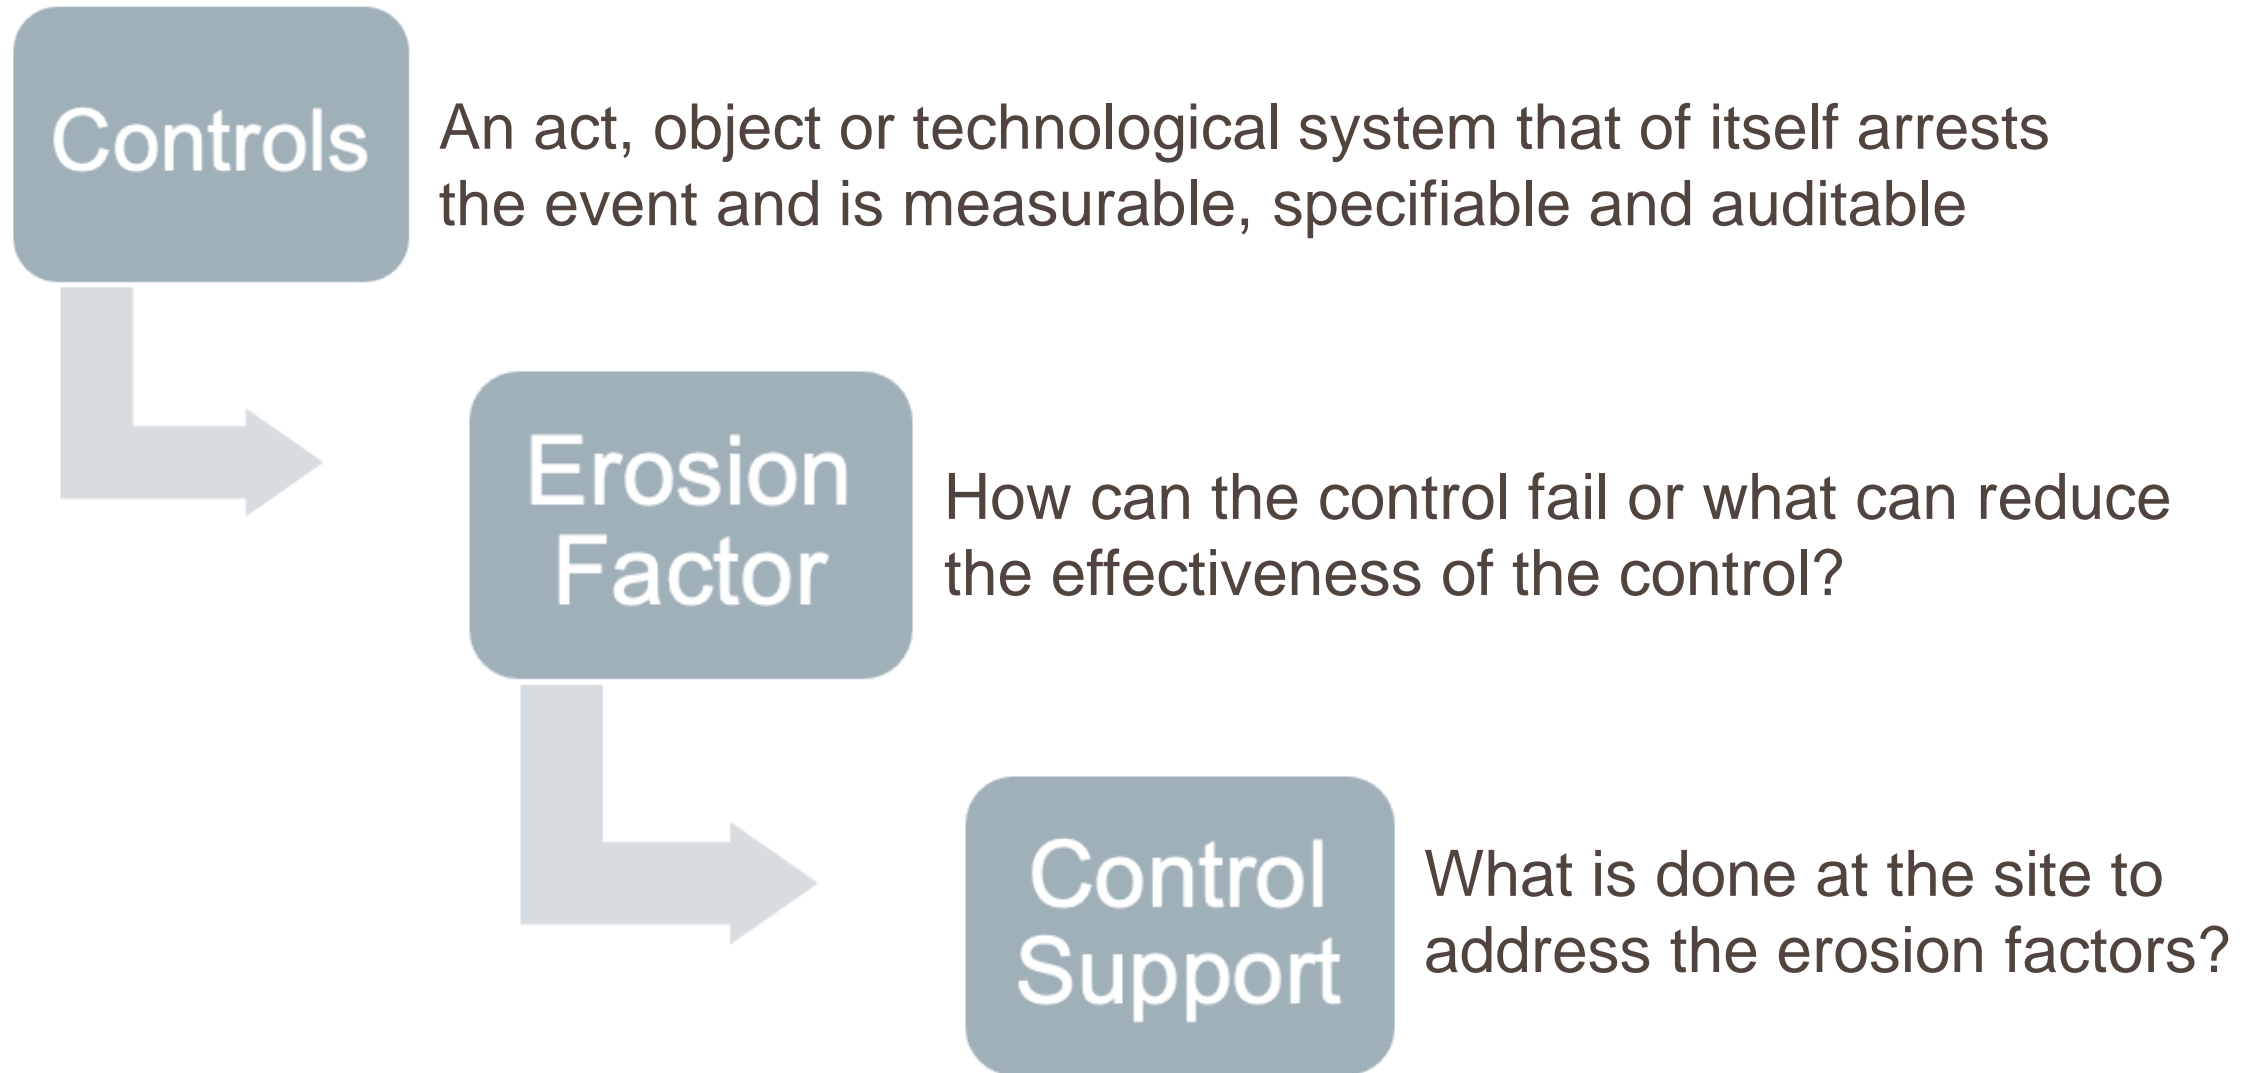 Controls
An act, object or technological system that of itself arrests
the event and is measurable, specifiable and auditable
Erosion
Factor
How can the control fail or what can reduce
the effectiveness of the control?
Control
Support
What is done at the site to
address the erosion factors?